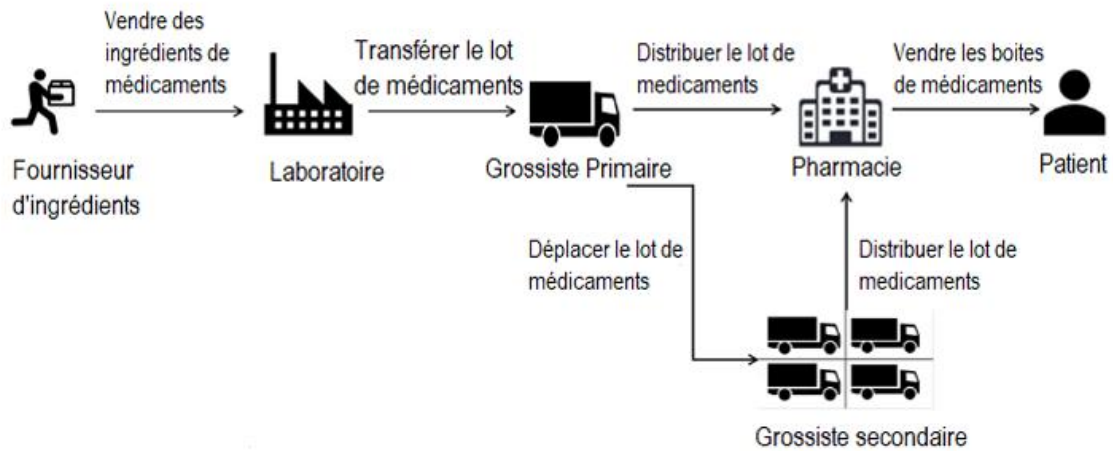 Vendre des
ingrédients de
médicaments
Transférer le lot
de médicaments
Distribuer le lot de
medicaments
Vendre les boites
de médicaments
Fournisseur
d'ingrédients
Laboratoire
Grossiste Primaire
Pharmacie
Patient
Déplacer le lot de
médicaments
Distribuer le lot de
medicaments
Grossiste secondaire